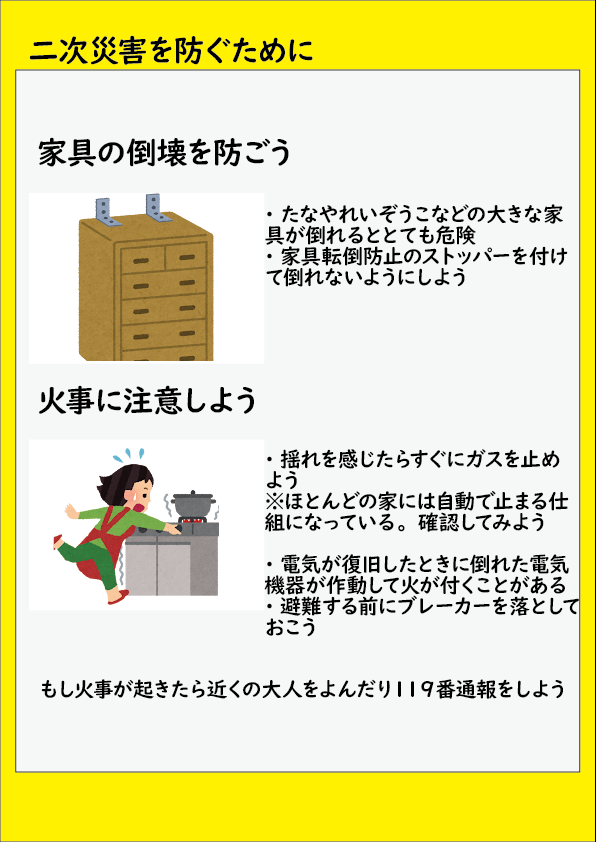 二次災害を防ぐために
家具の倒壊を防ごう
・たなやれいぞうこなどの大きな家
具が倒れるととても危険
・家具転倒防止のストッパーを付け
て倒れないようにしよう
火事に注意しよう
・揺れを感じたらすぐにガスを止め
よう
※ほとんどの家には自動で止まる仕
組になっている。確認してみよう
・電気が復旧したときに倒れた電気
機器が作動して火が付くことがある
・避難する前にブレーカーを落として
おこう
もし火事が起きたら近くの大人をよんだり119番通報をしよう